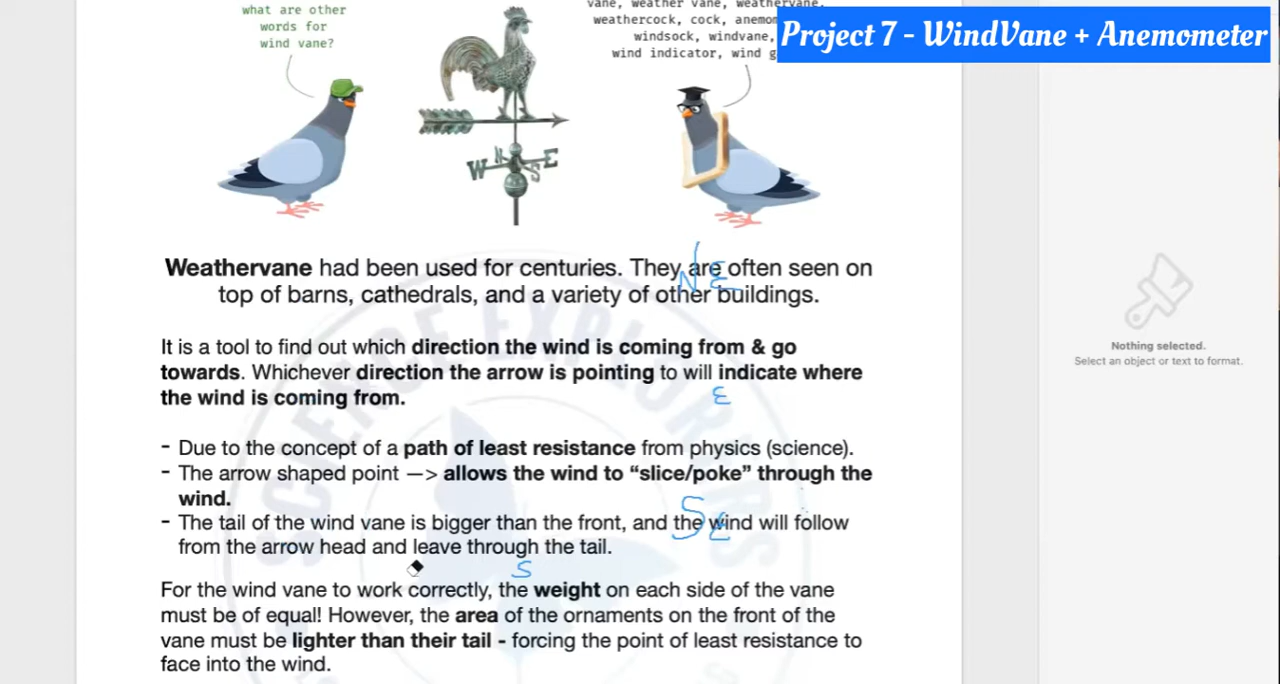 what are other
words for
wind vane?
vane, weather vane, weathervane,
weathercock, cock, anemom
windsock, windvane,
wind indicator, wind g
Project 7 - WindVane + Anemometer
W N S E
Weathervane had been used for centuries. They are often seen on
top of barns, cathedrals, and a variety of other buildings.
NE
It is a tool to find out which direction the wind is coming from & go
towards. Whichever direction the arrow is pointing to will indicate where
the wind is coming from.
E
- Due to the concept of a path of least resistance from physics (science).
- The arrow shaped point —> allows the wind to “slice/poke” through the
wind.
- The tail of the wind vane is bigger than the front, and the wind will follow
from the arrow head and leave through the tail.
SE
S
For the wind vane to work correctly, the weight on each side of the vane
must be of equal! However, the area of the ornaments on the front of the
vane must be lighter than their tail - forcing the point of least resistance to
face into the wind.
SCIENCE EXPLORERS
Nothing selected.
Select an object or text to format.